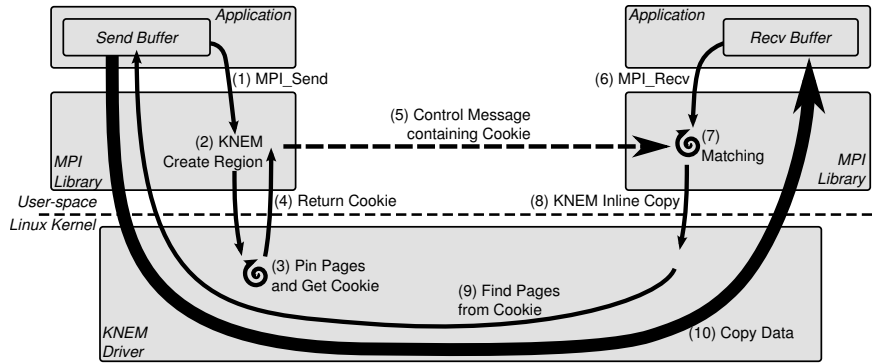 Application
Send Buffer
Application
Recv Buffer
(1) MPI_Send
(6) MPI_Recv
(2) KNEM
Create Region
(5) Control Message
containing Cookie
(7)
Matching
MPI
Library
MPI
Library
User-space
(4) Return Cookie
(8) KNEM Inline Copy
Linux Kernel
(3) Pin Pages
and Get Cookie
(9) Find Pages
from Cookie
(10) Copy Data
KNEM
Driver